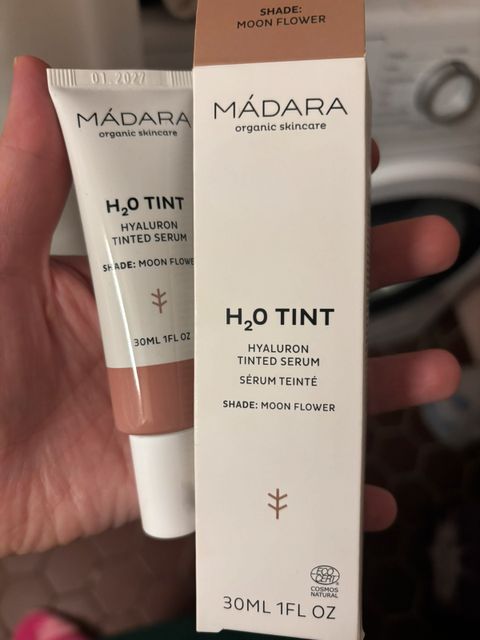 01.2027
MÁDARA
organic skincare
H₂O TINT
HYALURON
TINTED SERUM
SHADE: MOON FLOWE
30ML 1FL OZ
SHADE:
MOON FLOWER
MÁDARA
organic skincare
H₂O TINT
HYALURON
TINTED SERUM
SÉRUM TEINTÉ
SHADE: MOON FLOWER
ECO
CERT
COSMOS
NATURAL
30ML 1FL OZ